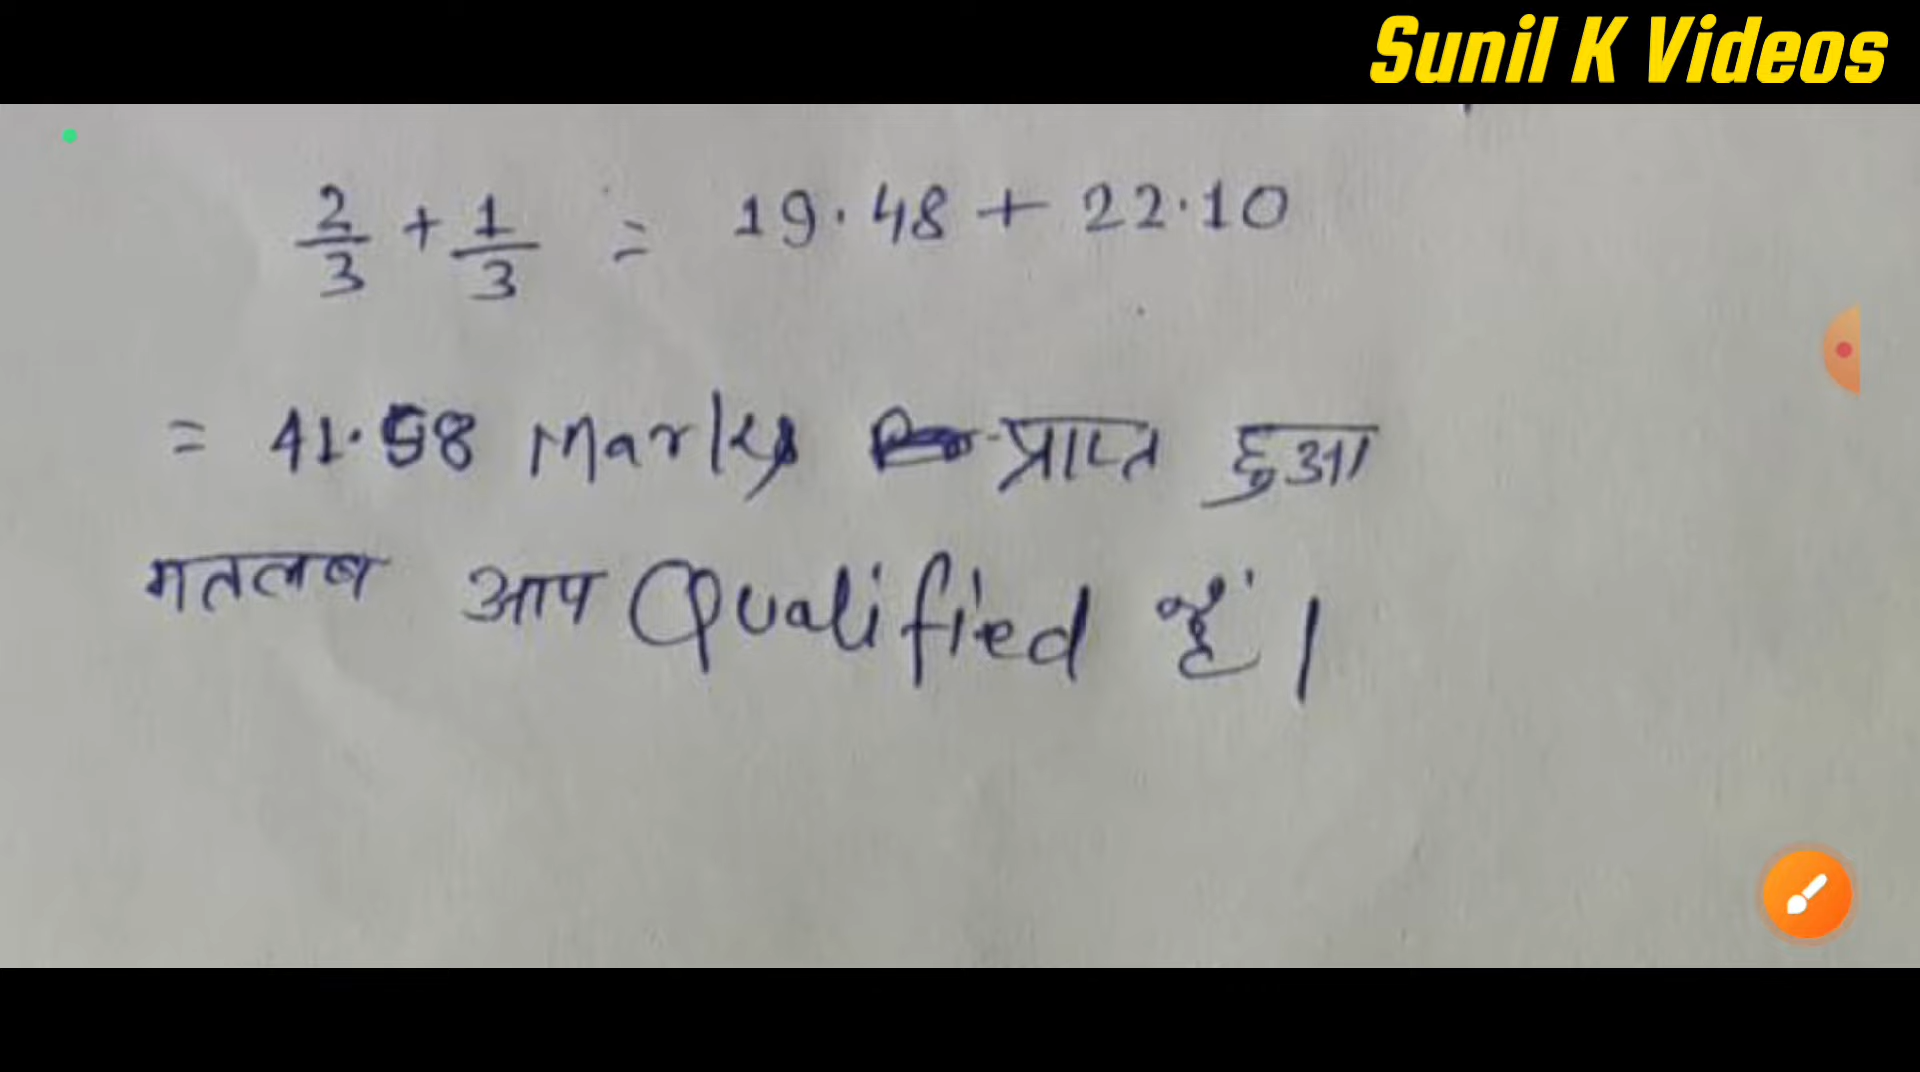 Sunil K Videos
2/3 + 1/3 = 19.48 + 22.10
= 41.58 Marks प्राप्त हुआ
मतलब आप Qualified हैं।